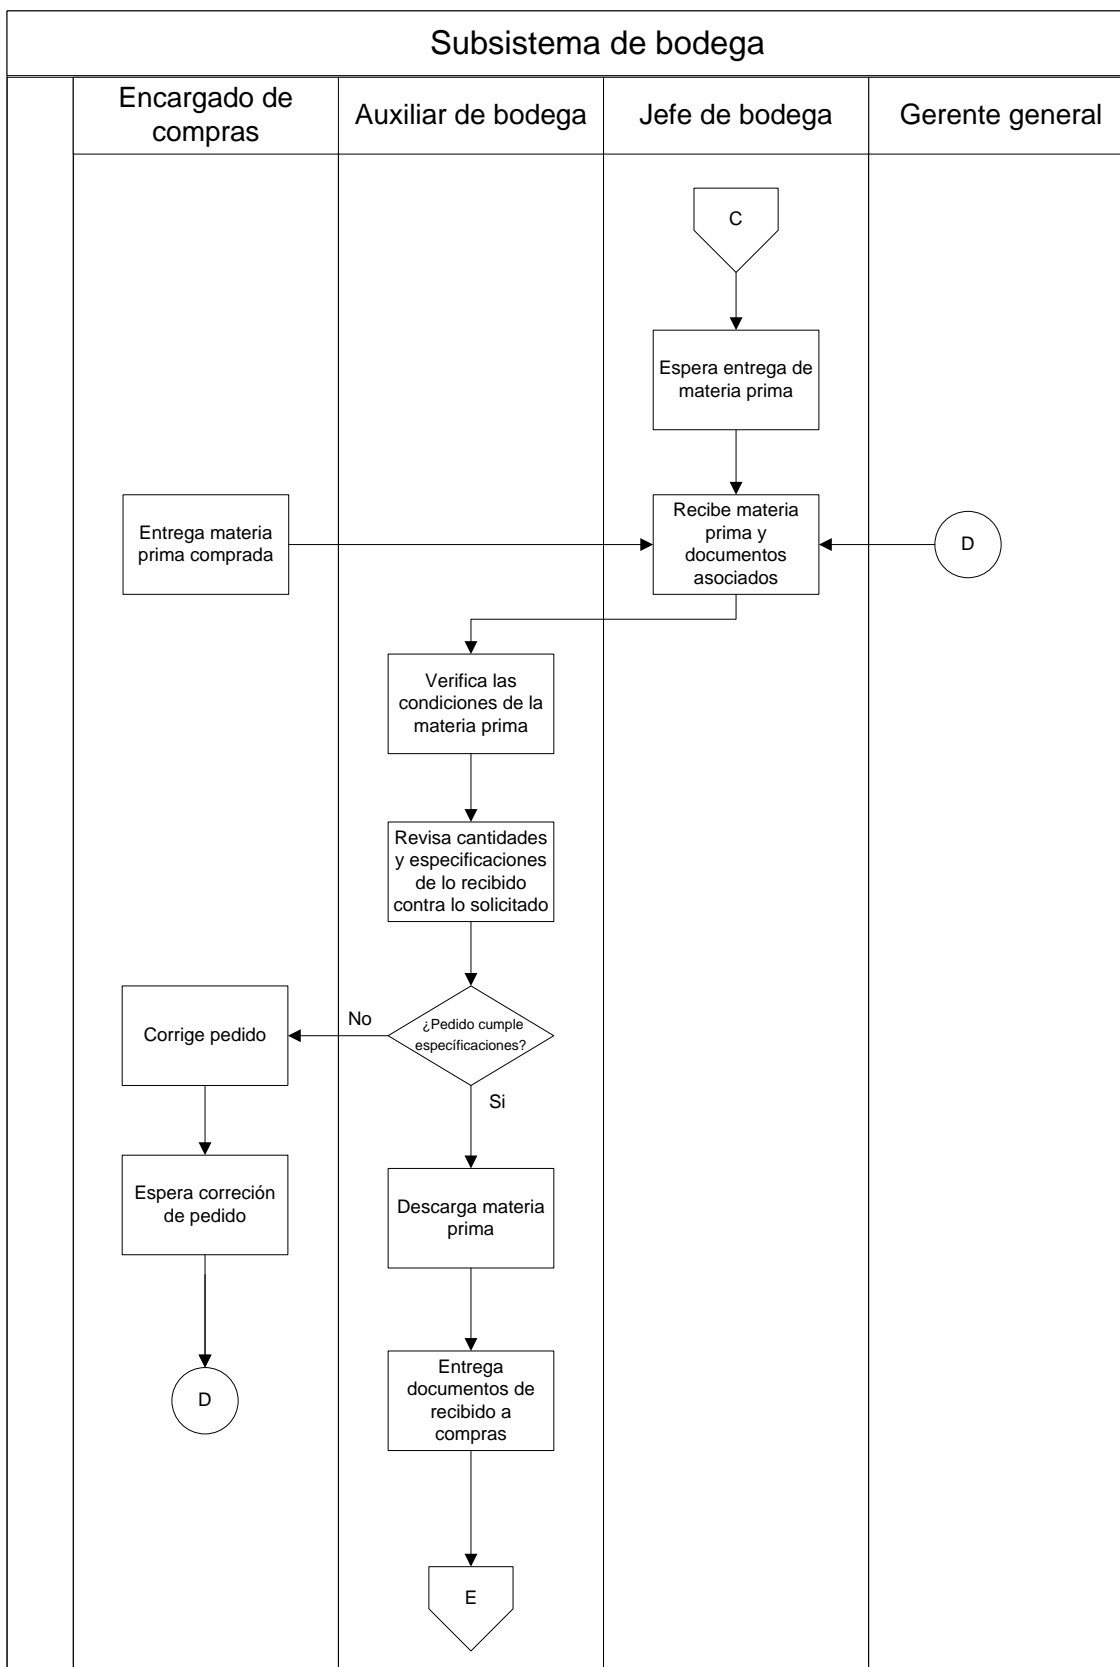 Subsistema de bodega
Encargado de
compras
Auxiliar de bodega
Jefe de bodega
Gerente general
C
Espera entrega de
materia prima
Entrega materia
prima comprada
Recibe materia
prima y
documentos
asociados
D
Verifica las
condiciones de la
materia prima
Revisa cantidades
y especificaciones
de lo recibido
contra lo solicitado
Corrige pedido
No
¿Pedido cumple
específicaciones?
Si
Espera correción
de pedido
Descarga materia
prima
D
Entrega
documentos de
recibido a
compras
E